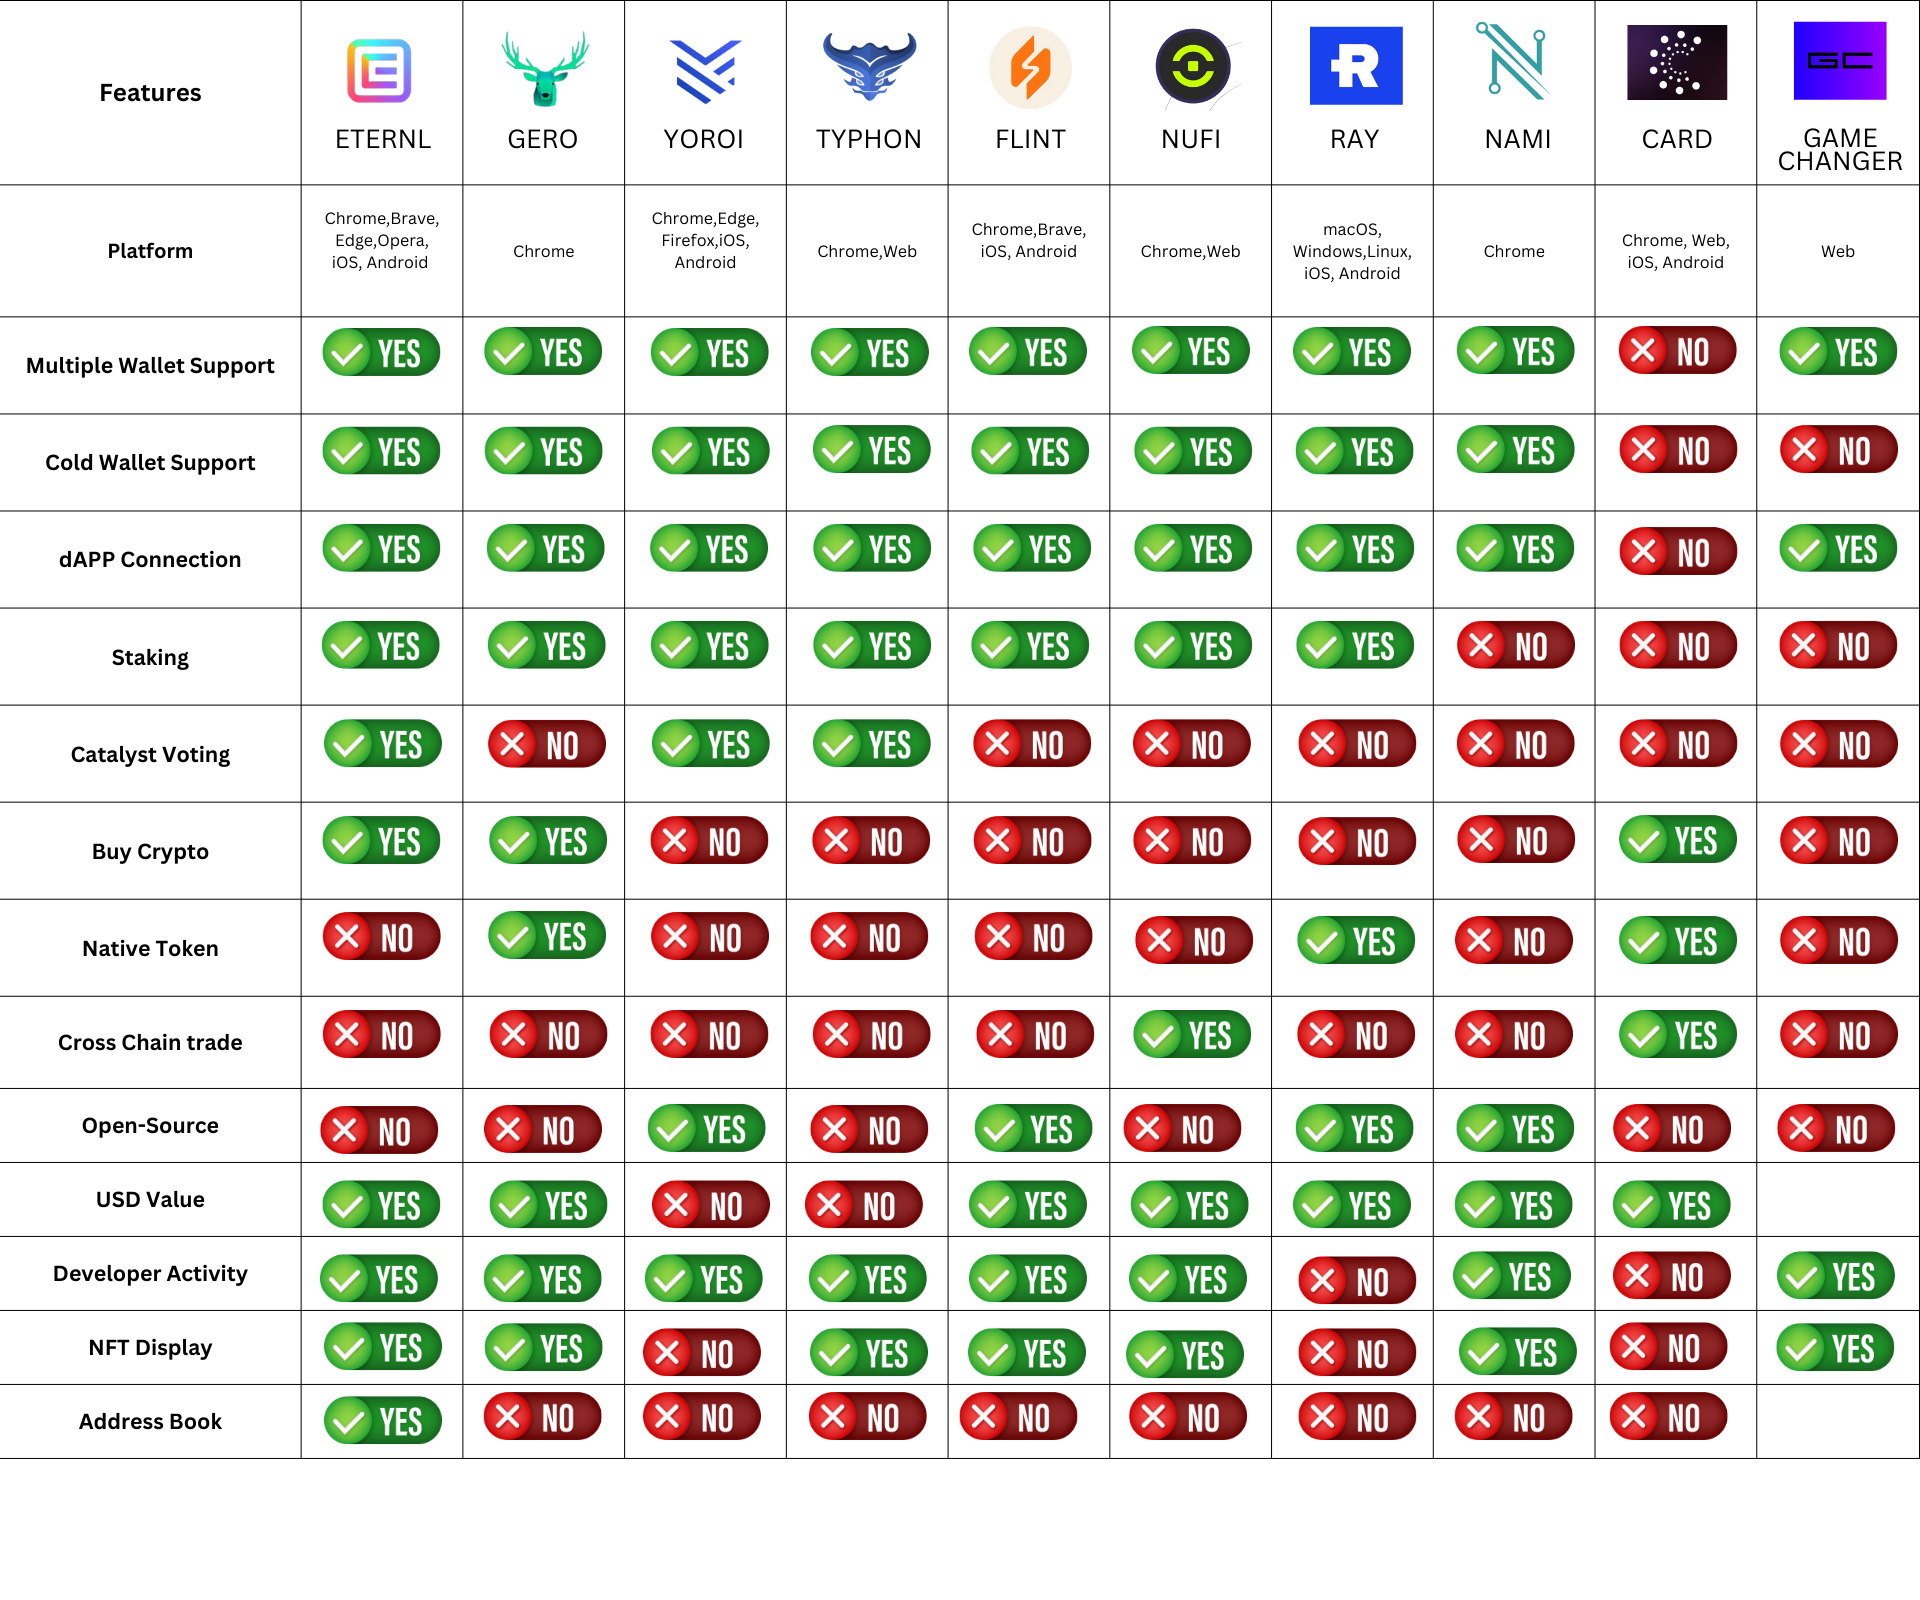 Features
ETERNL
GERO
YOROI
TYPHON
FLINT
NUFI
RAY
NAMI
CARD
GC
GAME
CHANGER
Platform
Chrome,Brave,
Edge,Opera,
iOS, Android
Chrome
Chrome,Edge,
Firefox,iOS,
Android
Chrome,Web
Chrome,Brave,
iOS, Android
Chrome,Web
macOS,
Windows,Linux,
iOS, Android
Chrome
Chrome, Web,
iOS, Android
Web
Multiple Wallet Support
YES YES YES YES YES YES YES YES NO YES
Cold Wallet Support
YES YES YES YES YES YES YES YES NO NO
dAPP Connection
YES YES YES YES YES YES YES YES NO YES
Staking
YES YES YES YES YES YES YES NO NO NO
Catalyst Voting
YES NO YES YES NO NO NO NO NO NO
Buy Crypto
YES YES NO NO NO NO NO NO YES NO
Native Token
NO YES NO NO NO NO YES NO YES NO
Cross Chain trade
NO NO NO NO NO YES NO NO YES NO
Open-Source
NO NO YES NO YES NO YES YES NO NO
USD Value
YES YES NO NO YES YES YES YES YES
Developer Activity
YES YES YES YES YES YES NO YES NO YES
NFT Display
YES YES NO YES YES YES NO YES NO YES
Address Book
YES NO NO NO NO NO NO NO NO